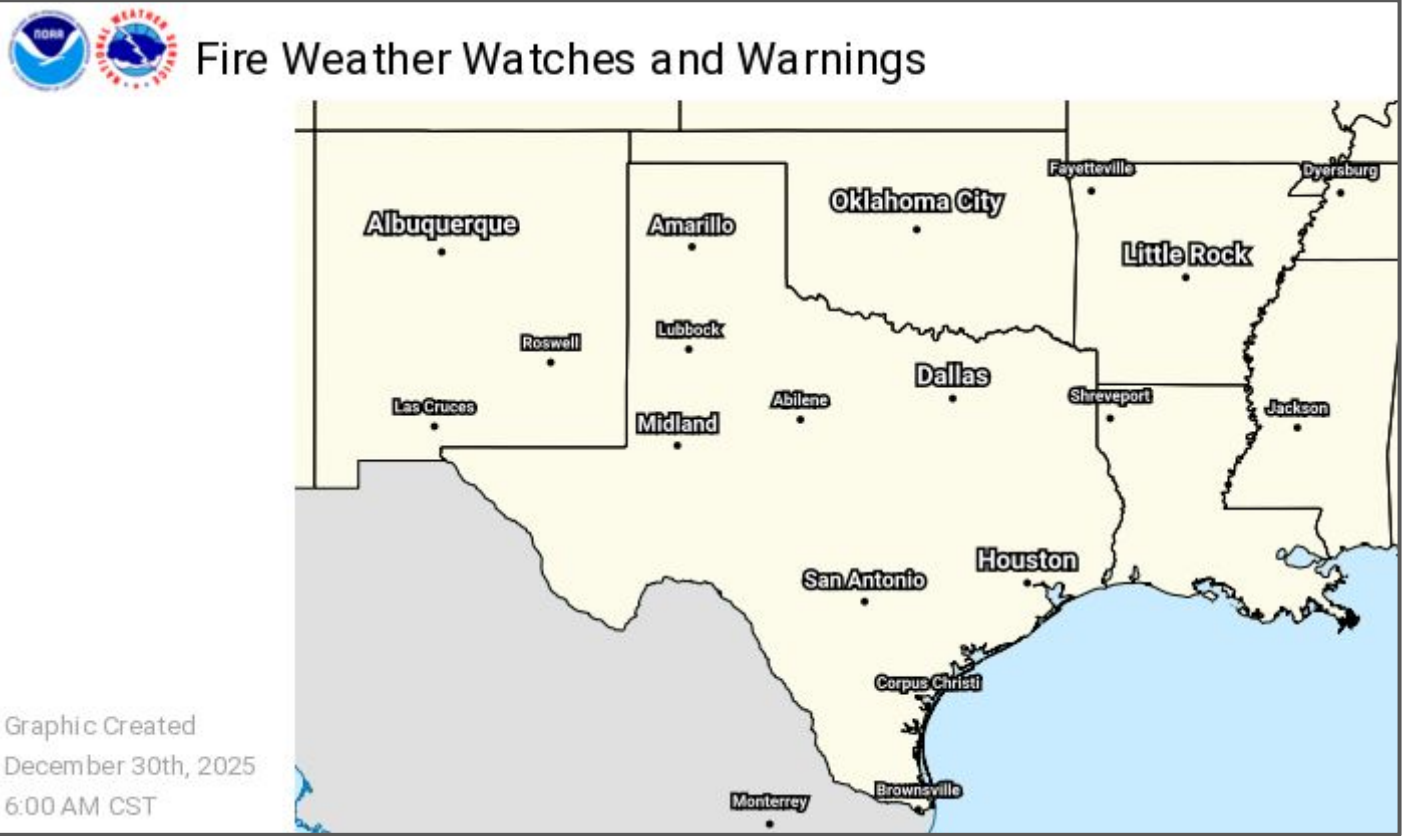 NOAA
NATIONAL WEATHER SERVICE
Fire Weather Watches and Warnings
Fayetteville
Dyersburg
Oklahoma City
Albuquerque
Amarillo
Little Rock
Lubbock
Roswell
Dallas
Shreveport
Abilene
Las Cruces
Jackson
Midland
Houston
San Antonio
Corpus Christi
Graphic Created
December 30th, 2025
Brownsville
6:00 AM CST
Monterrey